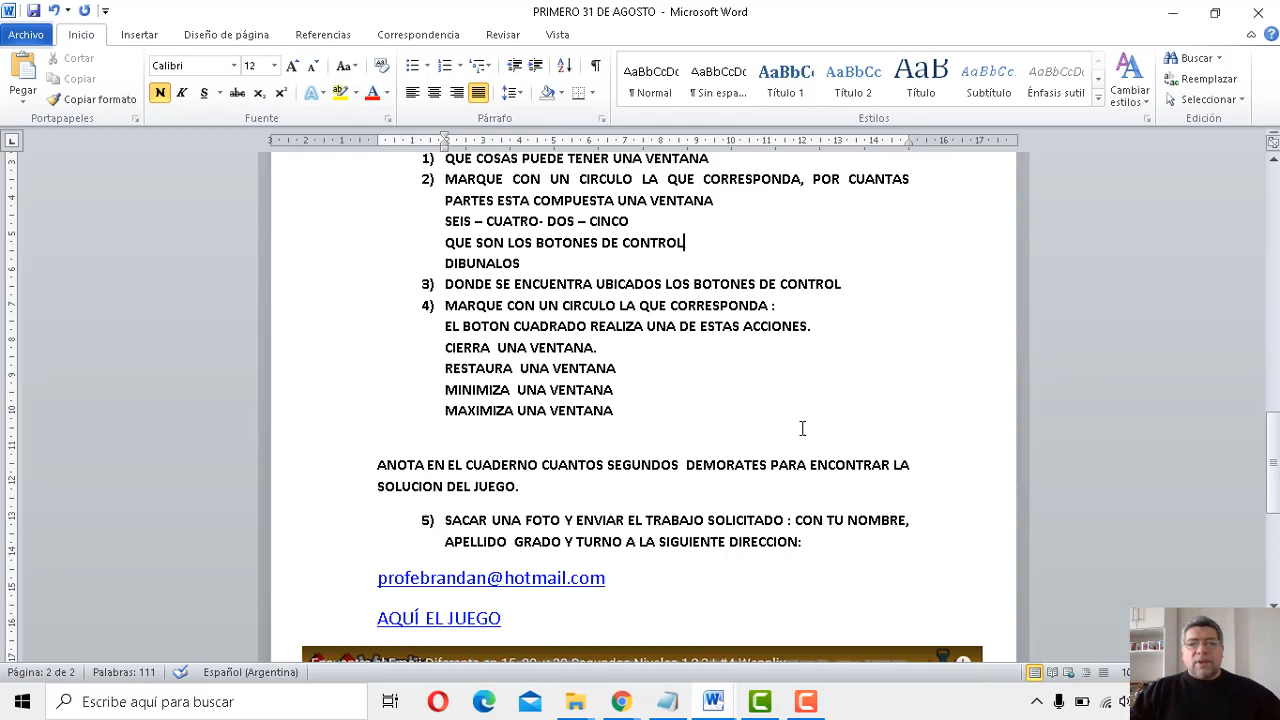 PRIMERO 31 DE AGOSTO - Microsoft Word
Archivo Inicio Insertar Diseño de página Referencias Correspondencia Revisar Vista
Pegar
Cortar
Copiar
Copiar formato
Portapapeles
Calibri 12
Fuente
Párrafo
AaBbCcDc AaBbCcDc AaBbCc AaBbCc AaB AaBbCc. AaBbCcDc
¶ Normal ¶ Sin espa... Título 1 Título 2 Título Subtítulo Énfasis sutil
Estilos
Cambiar estilos
Buscar
Reemplazar
Seleccionar
Edición
1) QUE COSAS PUEDE TENER UNA VENTANA
2) MARQUE CON UN CIRCULO LA QUE CORRESPONDA, POR CUANTAS
PARTES ESTA COMPUESTA UNA VENTANA
SEIS – CUATRO- DOS – CINCO
QUE SON LOS BOTONES DE CONTROL
DIBUNALOS
3) DONDE SE ENCUENTRA UBICADOS LOS BOTONES DE CONTROL
4) MARQUE CON UN CIRCULO LA QUE CORRESPONDA :
EL BOTON CUADRADO REALIZA UNA DE ESTAS ACCIONES.
CIERRA UNA VENTANA.
RESTAURA UNA VENTANA
MINIMIZA UNA VENTANA
MAXIMIZA UNA VENTANA
ANOTA EN EL CUADERNO CUANTOS SEGUNDOS DEMORATES PARA ENCONTRAR LA
SOLUCION DEL JUEGO.
5) SACAR UNA FOTO Y ENVIAR EL TRABAJO SOLICITADO : CON TU NOMBRE,
APELLIDO GRADO Y TURNO A LA SIGUIENTE DIRECCION:
profebrandan@hotmail.com
AQUÍ EL JUEGO
Página: 2 de 2 Palabras: 111 Español (Argentina)
Escribe aquí para buscar